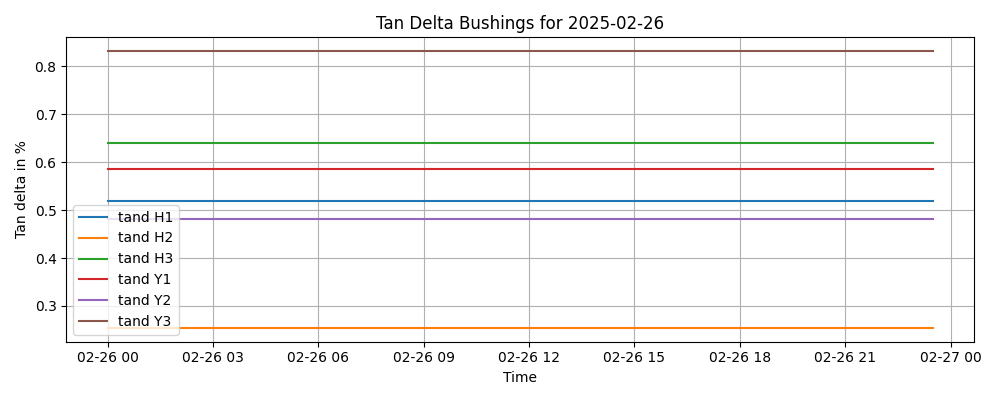 Tan Delta Bushings for 2025-02-26
Tan delta in %
0.8
0.7
0.6
0.5
0.4
0.3
tand H1
tand H2
tand H3
tand Y1
tand Y2
tand Y3
02-26 00 02-26 03 02-26 06 02-26 09 02-26 12 02-26 15 02-26 18 02-26 21 02-27 00
Time